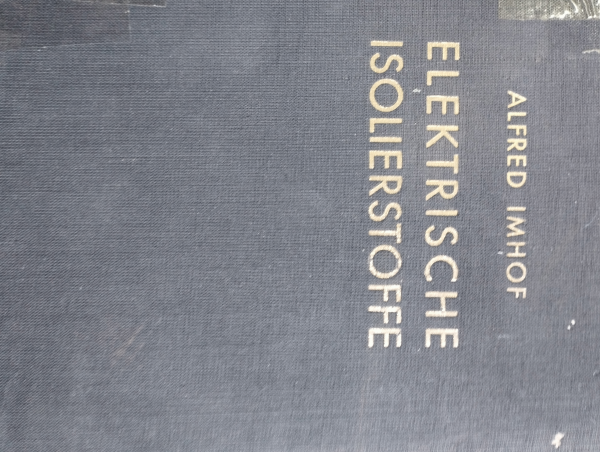 ALFRED IMHOF
ELEKTRISCHE
ISOLIERSTOFFE